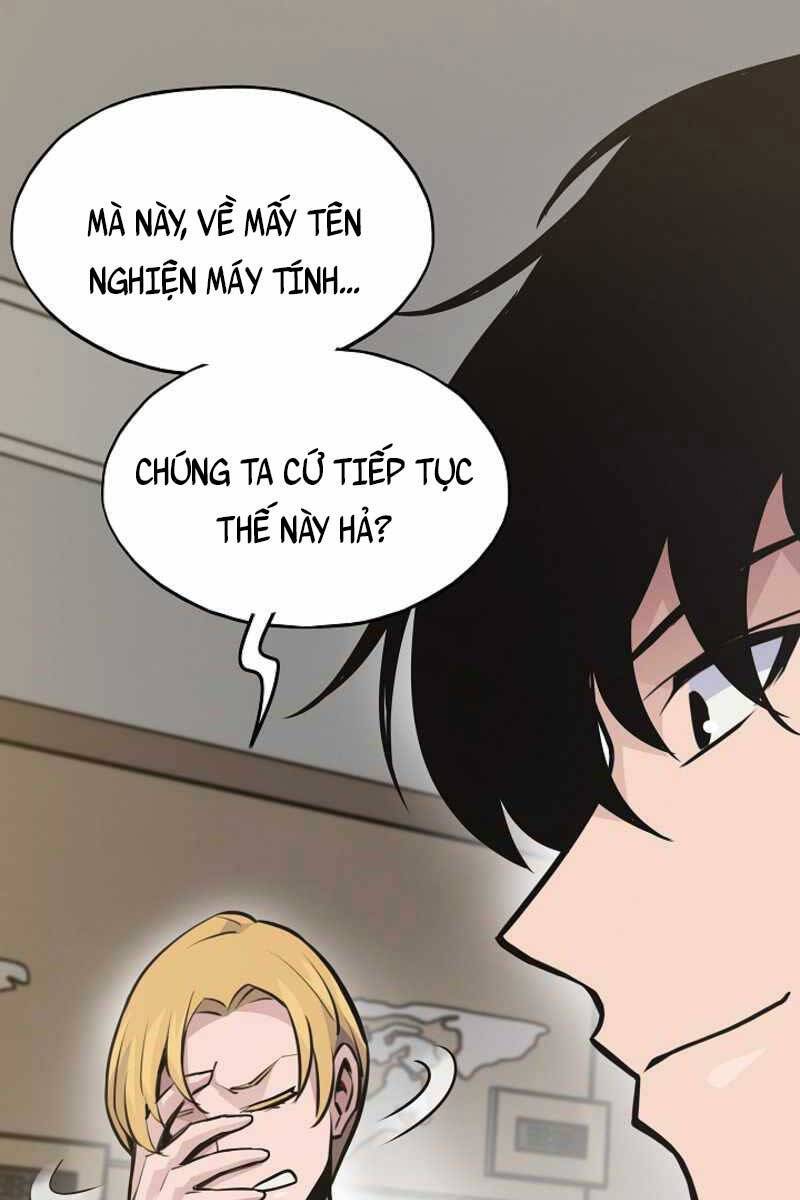 MÀ NÀY, VỀ MẤY TÊN
NGHIỆN MÁY TÍNH...
CHÚNG TA CỨ TIẾP TỤC
THẾ NÀY HẢ?